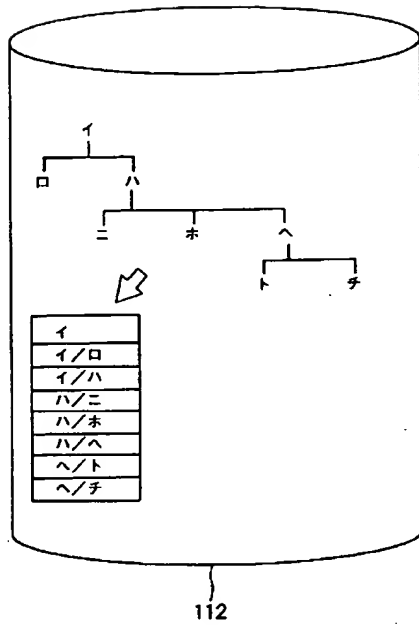 イ
ロ ハ
ニ ホ ヘ
ト チ
イ
イ/ロ
イ/ハ
ハ/ニ
ハ/ホ
ハ/ヘ
ヘ/ト
ヘ/チ
112